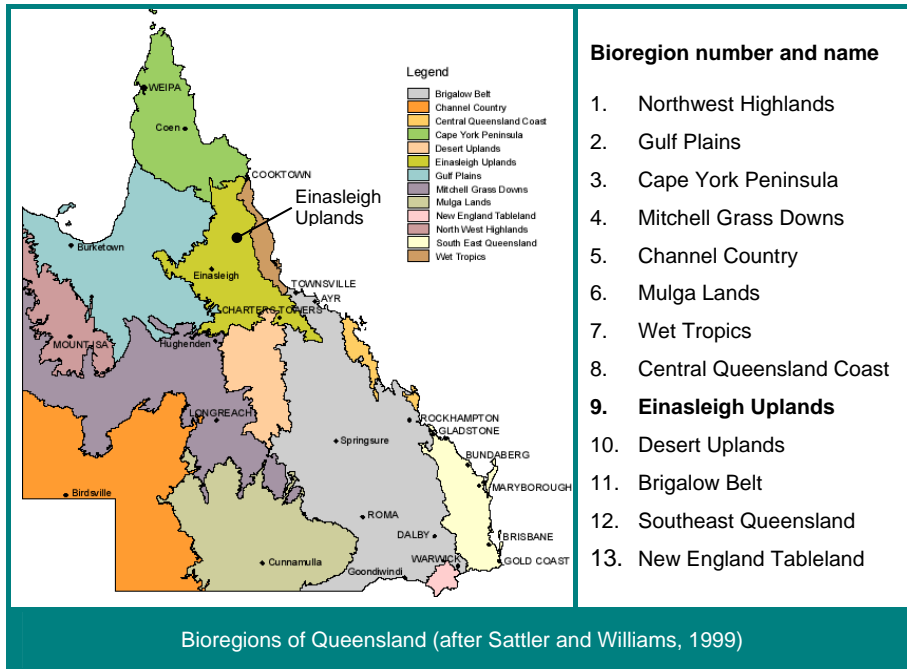 WEIPA
Coen
COOKTOWN
Einasleigh
Uplands
Burketown
Einasleigh
TOWNSVILLE
AYR
CHARTERS TOWERS
MOUNT ISA
Hughenden
LONGREACH
ROCKHAMPTON
GLADSTONE
Springsure
BUNDABERG
MARYBOROUGH
Birdsville
ROMA
DALBY
BRISBANE
WARWICK
GOLD COAST
Cunnamulla
Goondiwindi
Legend
Brigalow Belt
Channel Country
Central Queensland Coast
Cape York Peninsula
Desert Uplands
Einasleigh Uplands
Gulf Plains
Mitchell Grass Downs
Mulga Lands
New England Tableland
North West Highlands
South East Queensland
Wet Tropics
Bioregion number and name
1. Northwest Highlands
2. Gulf Plains
3. Cape York Peninsula
4. Mitchell Grass Downs
5. Channel Country
6. Mulga Lands
7. Wet Tropics
8. Central Queensland Coast
9. Einasleigh Uplands
10. Desert Uplands
11. Brigalow Belt
12. Southeast Queensland
13. New England Tableland
Bioregions of Queensland (after Sattler and Williams, 1999)